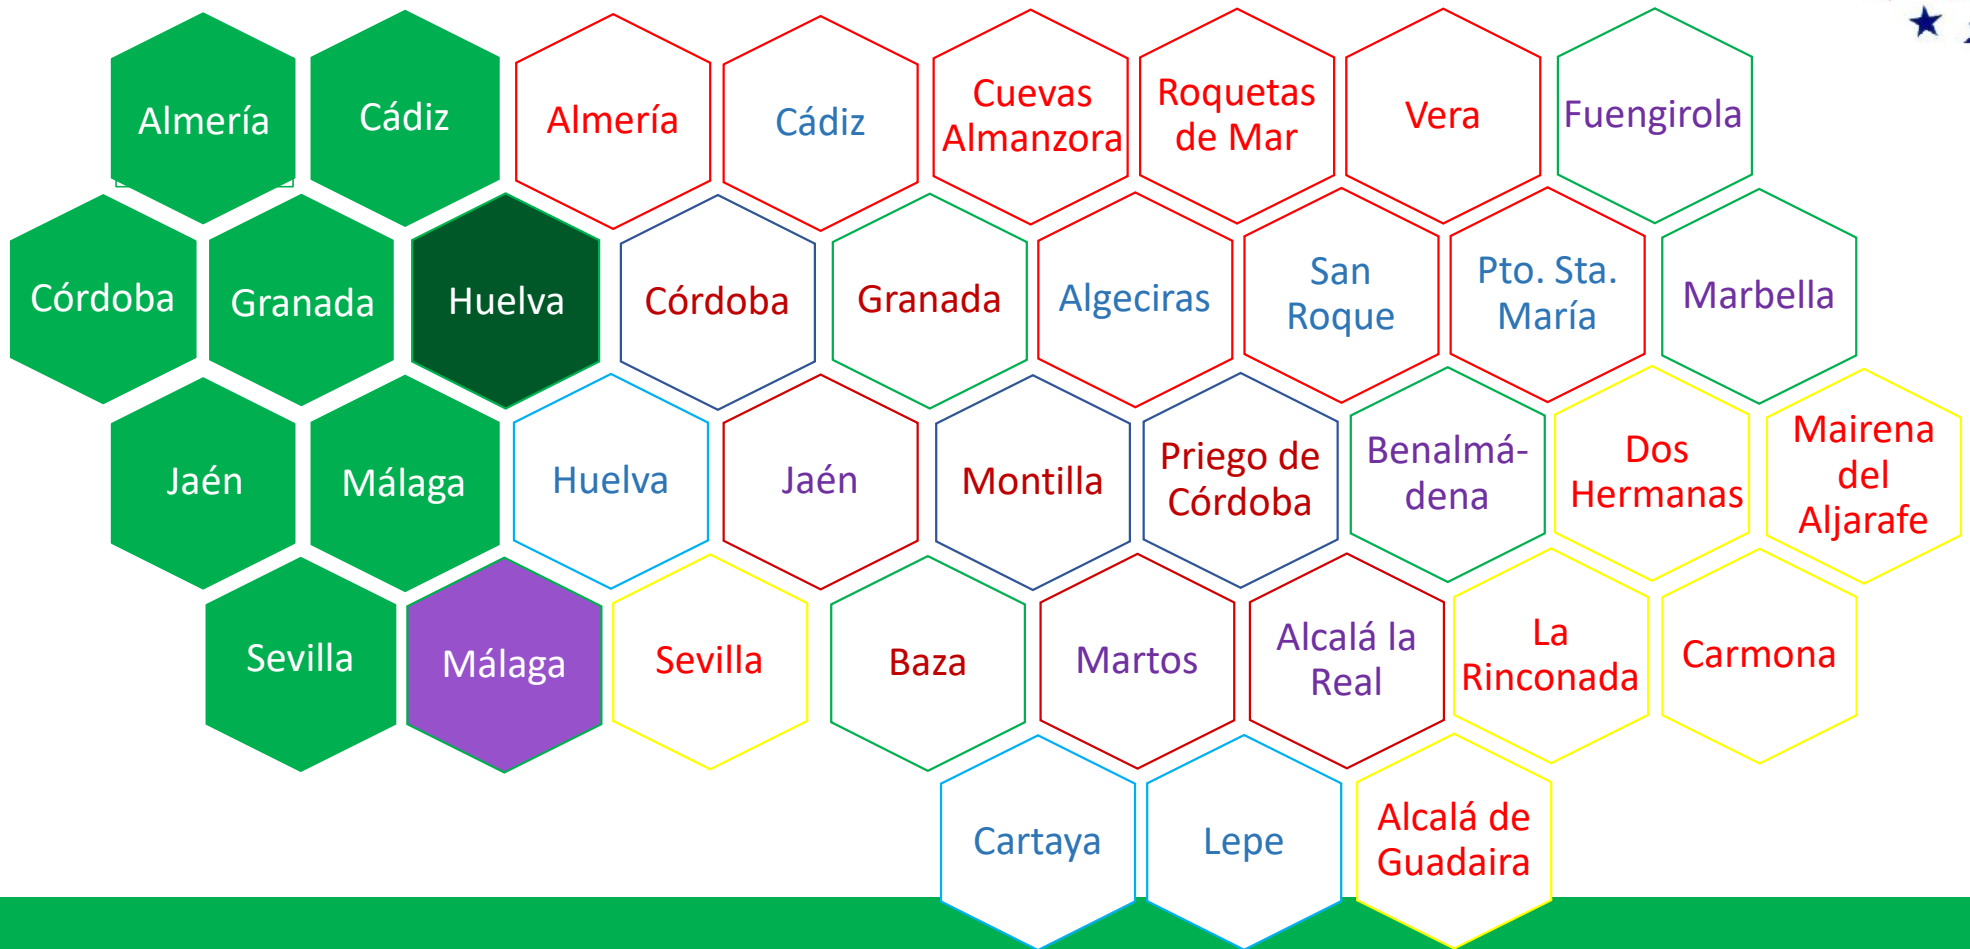 Almería
Cádiz
Almería
Cádiz
Cuevas
Almanzora
Roquetas
de Mar
Vera
Fuengirola
Córdoba
Granada
Huelva
Córdoba
Granada
Algeciras
San
Roque
Pto. Sta.
María
Marbella
Jaén
Málaga
Huelva
Jaén
Montilla
Priego de
Córdoba
Benalmá-
dena
Dos
Hermanas
Mairena
del
Aljarafe
Sevilla
Málaga
Sevilla
Baza
Martos
Alcalá la
Real
La
Rinconada
Carmona
Cartaya
Lepe
Alcalá de
Guadaira